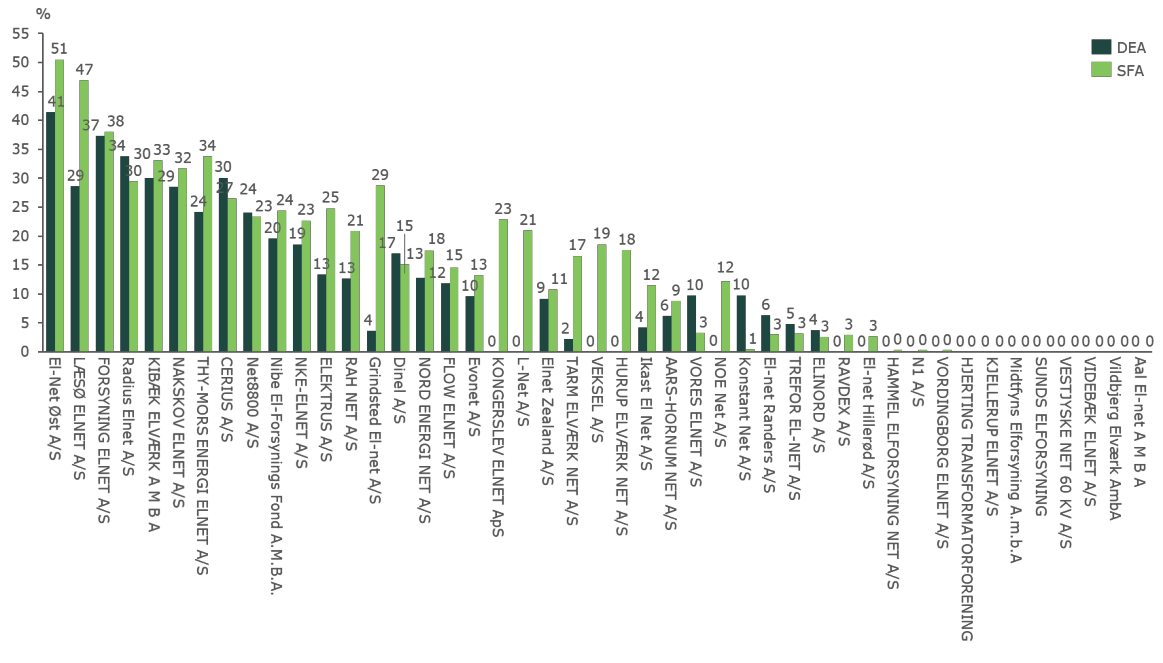 %
DEA
SFA
55
50
45
40
35
30
25
20
15
10
5
0
41 51
29 47
37 38
34 30
30 33
29 32
24 34
30 27
24 23
20 24
19 23
13 25
13 21
4 29
17 15
13 18
12 15
10 13
0 23
0 21
9 11
2 17
0 19
0 18
4 12
6 9
10 3
0 12
10 1
6 3
5 3
4 3
0 3
0 3
0 0
0 0
0 0
0 0
0 0
0 0
0 0
0 0
0 0
0 0
0 0
El-Net Øst A/S
LÆSØ ELNET A/S
FORSYNING ELNET A/S
Radius Elnet A/S
KIBÆK ELVÆRK A M B A
NAKSKOV ELNET A/S
THY-MORS ENERGI ELNET A/S
CERIUS A/S
Net800 A/S
Nibe El-Forsynings Fond A.M.B.A.
NKE-ELNET A/S
ELEKTRUS A/S
RAH NET A/S
Grindsted El-net A/S
Dinel A/S
NORD ENERGI NET A/S
FLOW ELNET A/S
Evonet A/S
KONGERSLEV ELNET ApS
L-Net A/S
Elnet Zealand A/S
TARM ELVÆRK NET A/S
VEKSEL A/S
HURUP ELVÆRK NET A/S
Ikast El Net A/S
AARS-HORNUM NET A/S
VORES ELNET A/S
NOE Net A/S
Konstant Net A/S
El-net Randers A/S
TREFOR EL-NET A/S
ELINORD A/S
RAVDEX A/S
El-net Hillerød A/S
HAMMEL ELFORSYNING NET A/S
N1 A/S
VORDINGBORG ELNET A/S
HJERTING TRANSFORMATORFORENING
KJELLERUP ELNET A/S
Midtfyns Elforsyning A.m.b.A
SUNDS ELFORSYNING
VESTJYSKE NET 60 KV A/S
VIDEBÆK ELNET A/S
Vildbjerg Elværk AmbA
Aal El-net A M B A